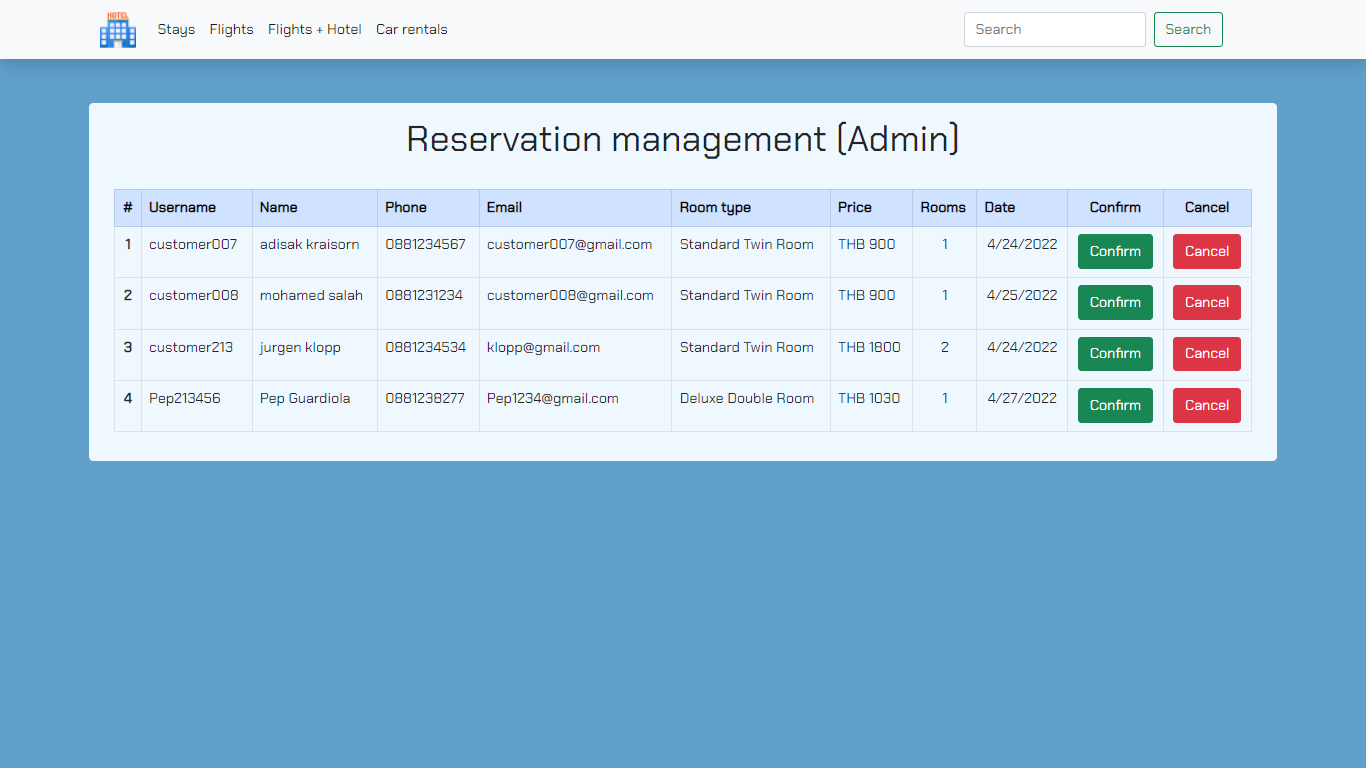 HOTEL
Stays Flights Flights + Hotel Car rentals Search Search
Reservation management (Admin)
# Username Name Phone Email Room type Price Rooms Date Confirm Cancel
1 customer007 adisak kraisorn 0881234567 customer007@gmail.com Standard Twin Room THB 900 1 4/24/2022 Confirm Cancel
2 customer008 mohamed salah 0881231234 customer008@gmail.com Standard Twin Room THB 900 1 4/25/2022 Confirm Cancel
3 customer213 jurgen klopp 0881234534 klopp@gmail.com Standard Twin Room THB 1800 2 4/24/2022 Confirm Cancel
4 Pep213456 Pep Guardiola 0881238277 Pep1234@gmail.com Deluxe Double Room THB 1030 1 4/27/2022 Confirm Cancel